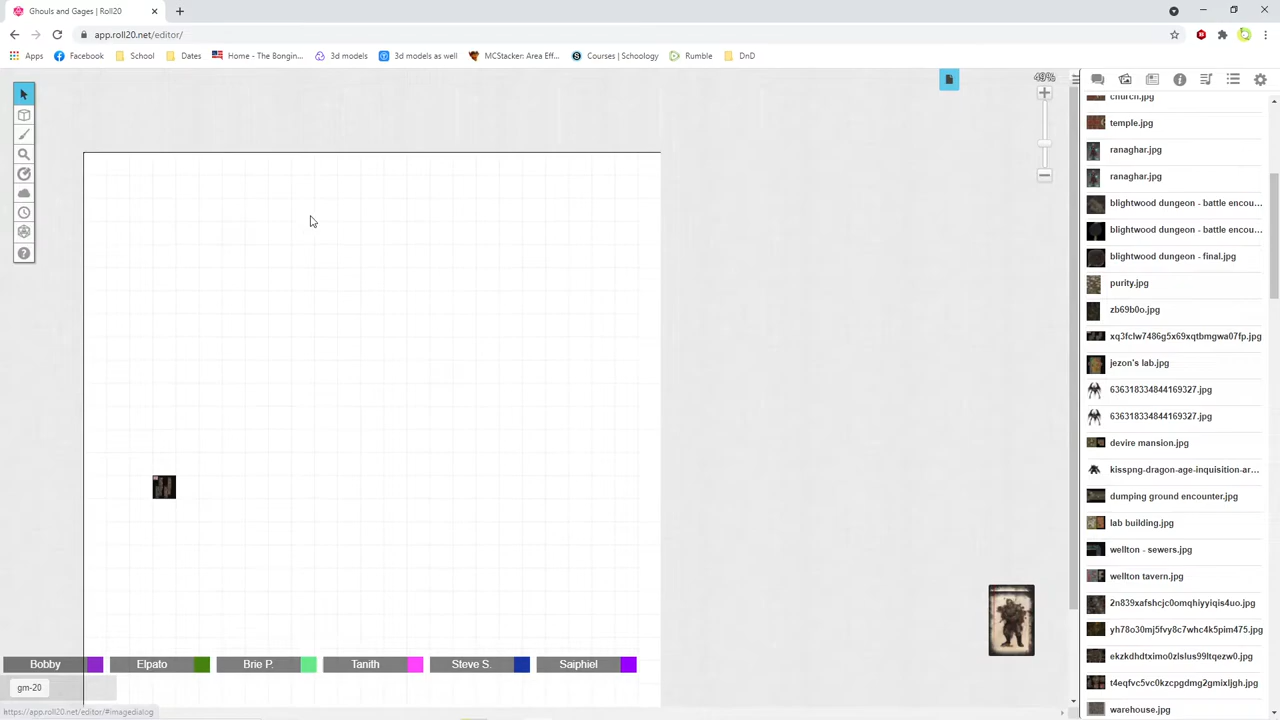 Ghouls and Gages | Roll20
app.roll20.net/editor/
Apps
Facebook
School
Dates
Home - The Bongin...
3d models
3d models as well
MCStacker: Area Eff...
Courses | Schoology
Rumble
DnD
49%
church.jpg
temple.jpg
ranaghar.jpg
ranaghar.jpg
blightwood dungeon - battle encou...
blightwood dungeon - battle encou...
blightwood dungeon - final.jpg
purity.jpg
zb69b0o.jpg
xq3fclw7486g5x69xqtbmgwa07fp.jpg
jezon's lab.jpg
636318334844169327.jpg
636318334844169327.jpg
devire mansion.jpg
kisspng-dragon-age-inquisition-ar...
dumping ground encounter.jpg
lab building.jpg
wellton - sewers.jpg
wellton tavern.jpg
2n839xafshcjc0omqhiyyiqis4uo.jpg
yh78o30mj5fvy8c7whc4k5pim475.jpg
ekzkdhdtximo0zlslus99ltqezw0.jpg
t4eqfvc5vc0kzcpgdmg2gmixljgh.jpg
warehouse.jpg
Bobby
Elpato
Brie P.
Tanith
Steve S.
Saiphiel
gm-20
https://app.roll20.net/editor/#imagedialog